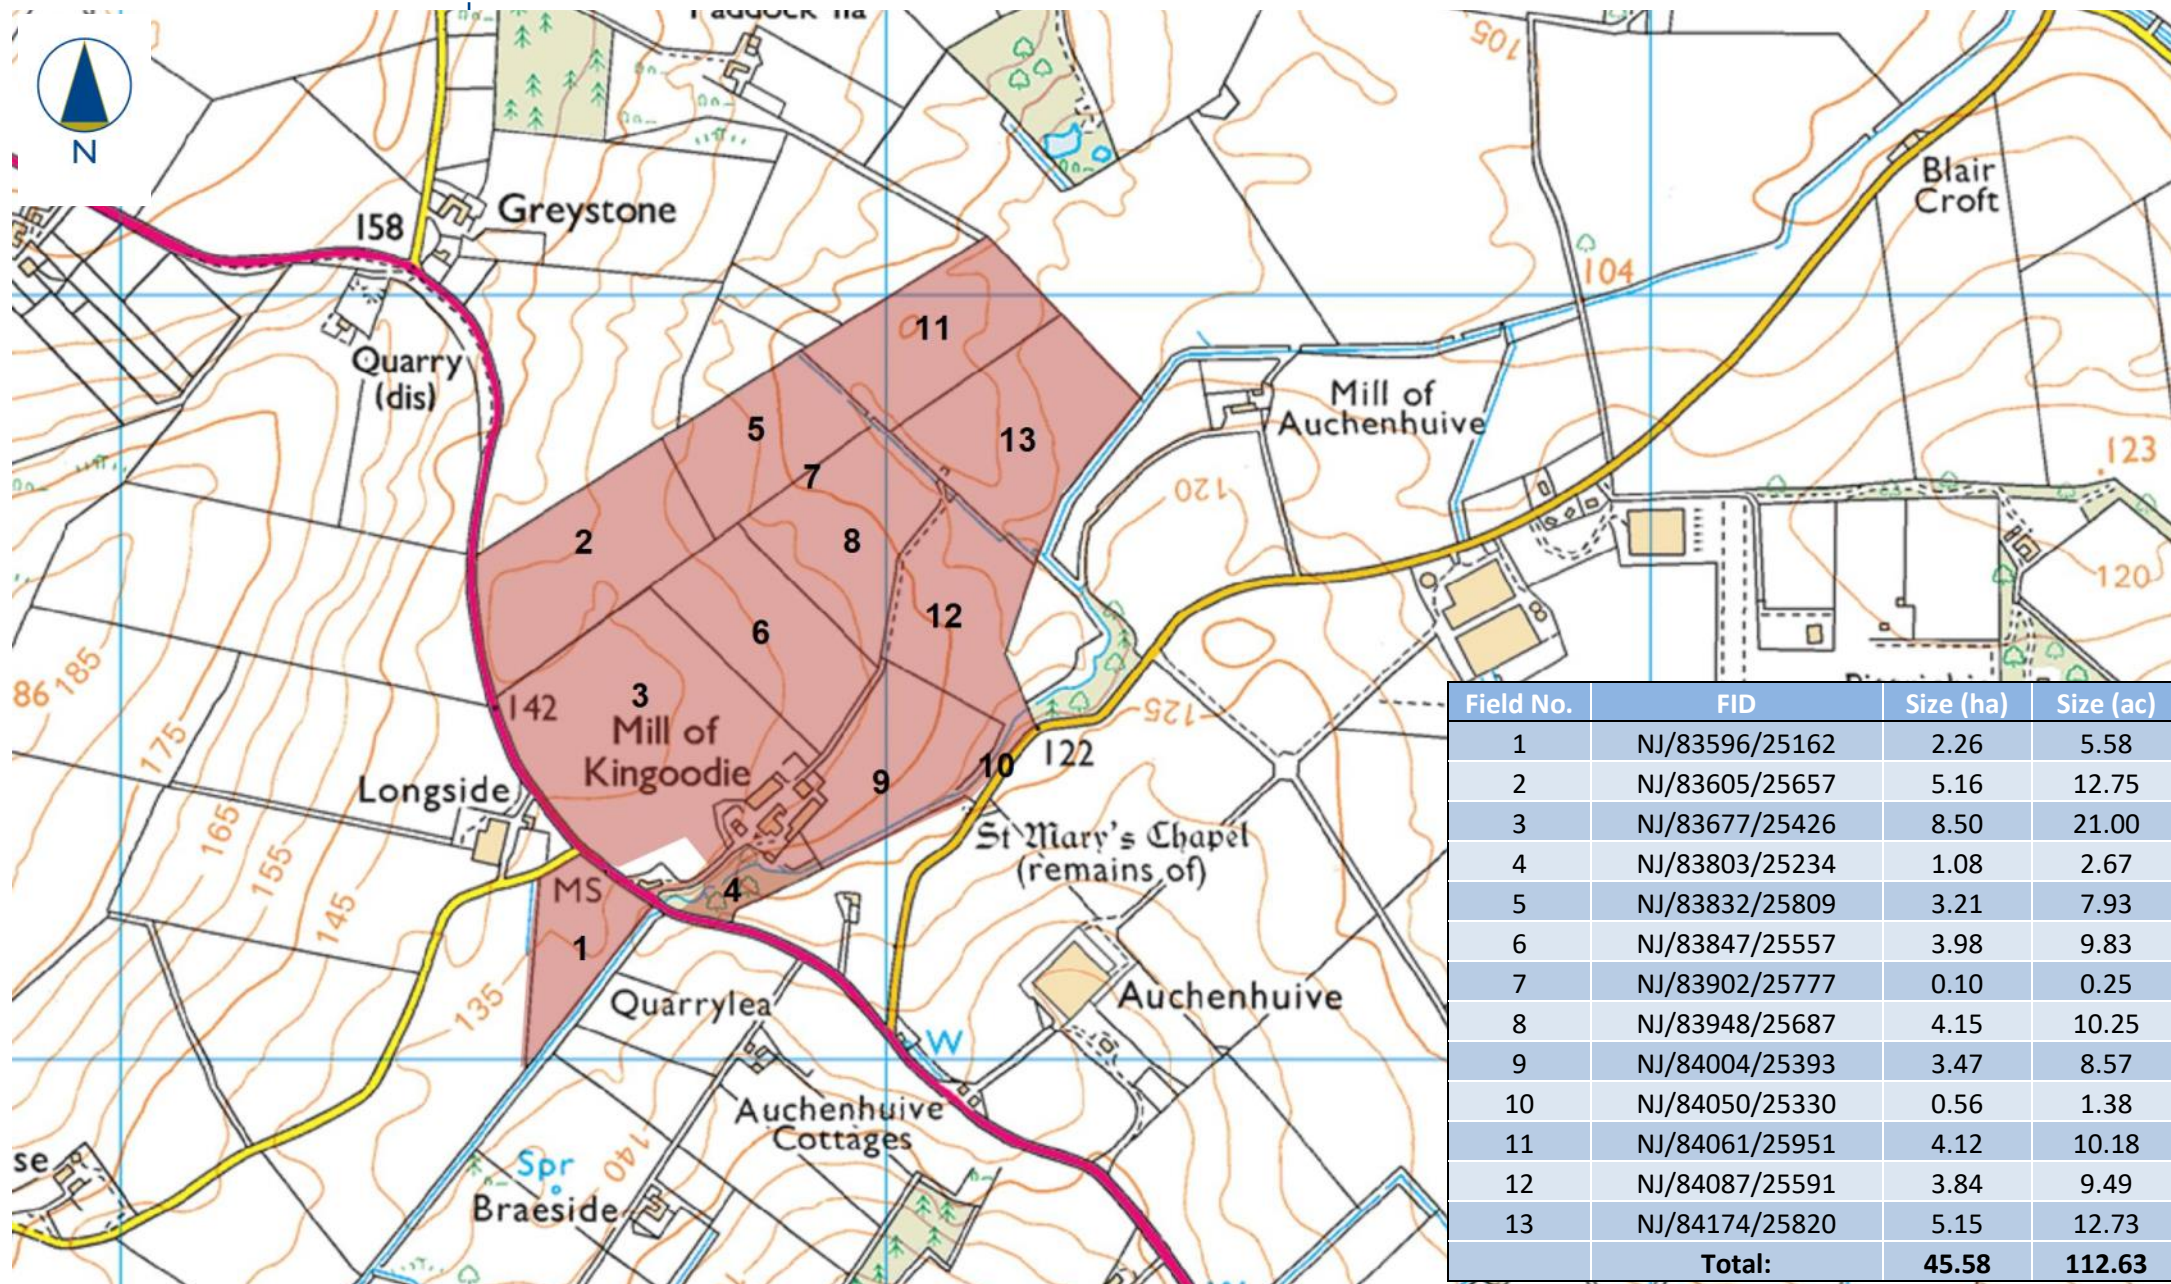 N
105
158
Greystone
Blair
Croft
104
11
Quarry
(dis)
Mill of
Auchenhuive
5
13
123
7
120
2
8
120
12
6
86
185
3
142
Mill of
Kingoodie
175
125
122
10
9
Longside
165
St Mary's Chapel
(remains of)
155
MS
4
145
1
135
Quarrylea
Auchenhuive
W
Auchenhuive
Cottages
140
se
Spr
Braeside
Field No. FID Size (ha) Size (ac)
1 NJ/83596/25162 2.26 5.58
2 NJ/83605/25657 5.16 12.75
3 NJ/83677/25426 8.50 21.00
4 NJ/83803/25234 1.08 2.67
5 NJ/83832/25809 3.21 7.93
6 NJ/83847/25557 3.98 9.83
7 NJ/83902/25777 0.10 0.25
8 NJ/83948/25687 4.15 10.25
9 NJ/84004/25393 3.47 8.57
10 NJ/84050/25330 0.56 1.38
11 NJ/84061/25951 4.12 10.18
12 NJ/84087/25591 3.84 9.49
13 NJ/84174/25820 5.15 12.73
Total: 45.58 112.63